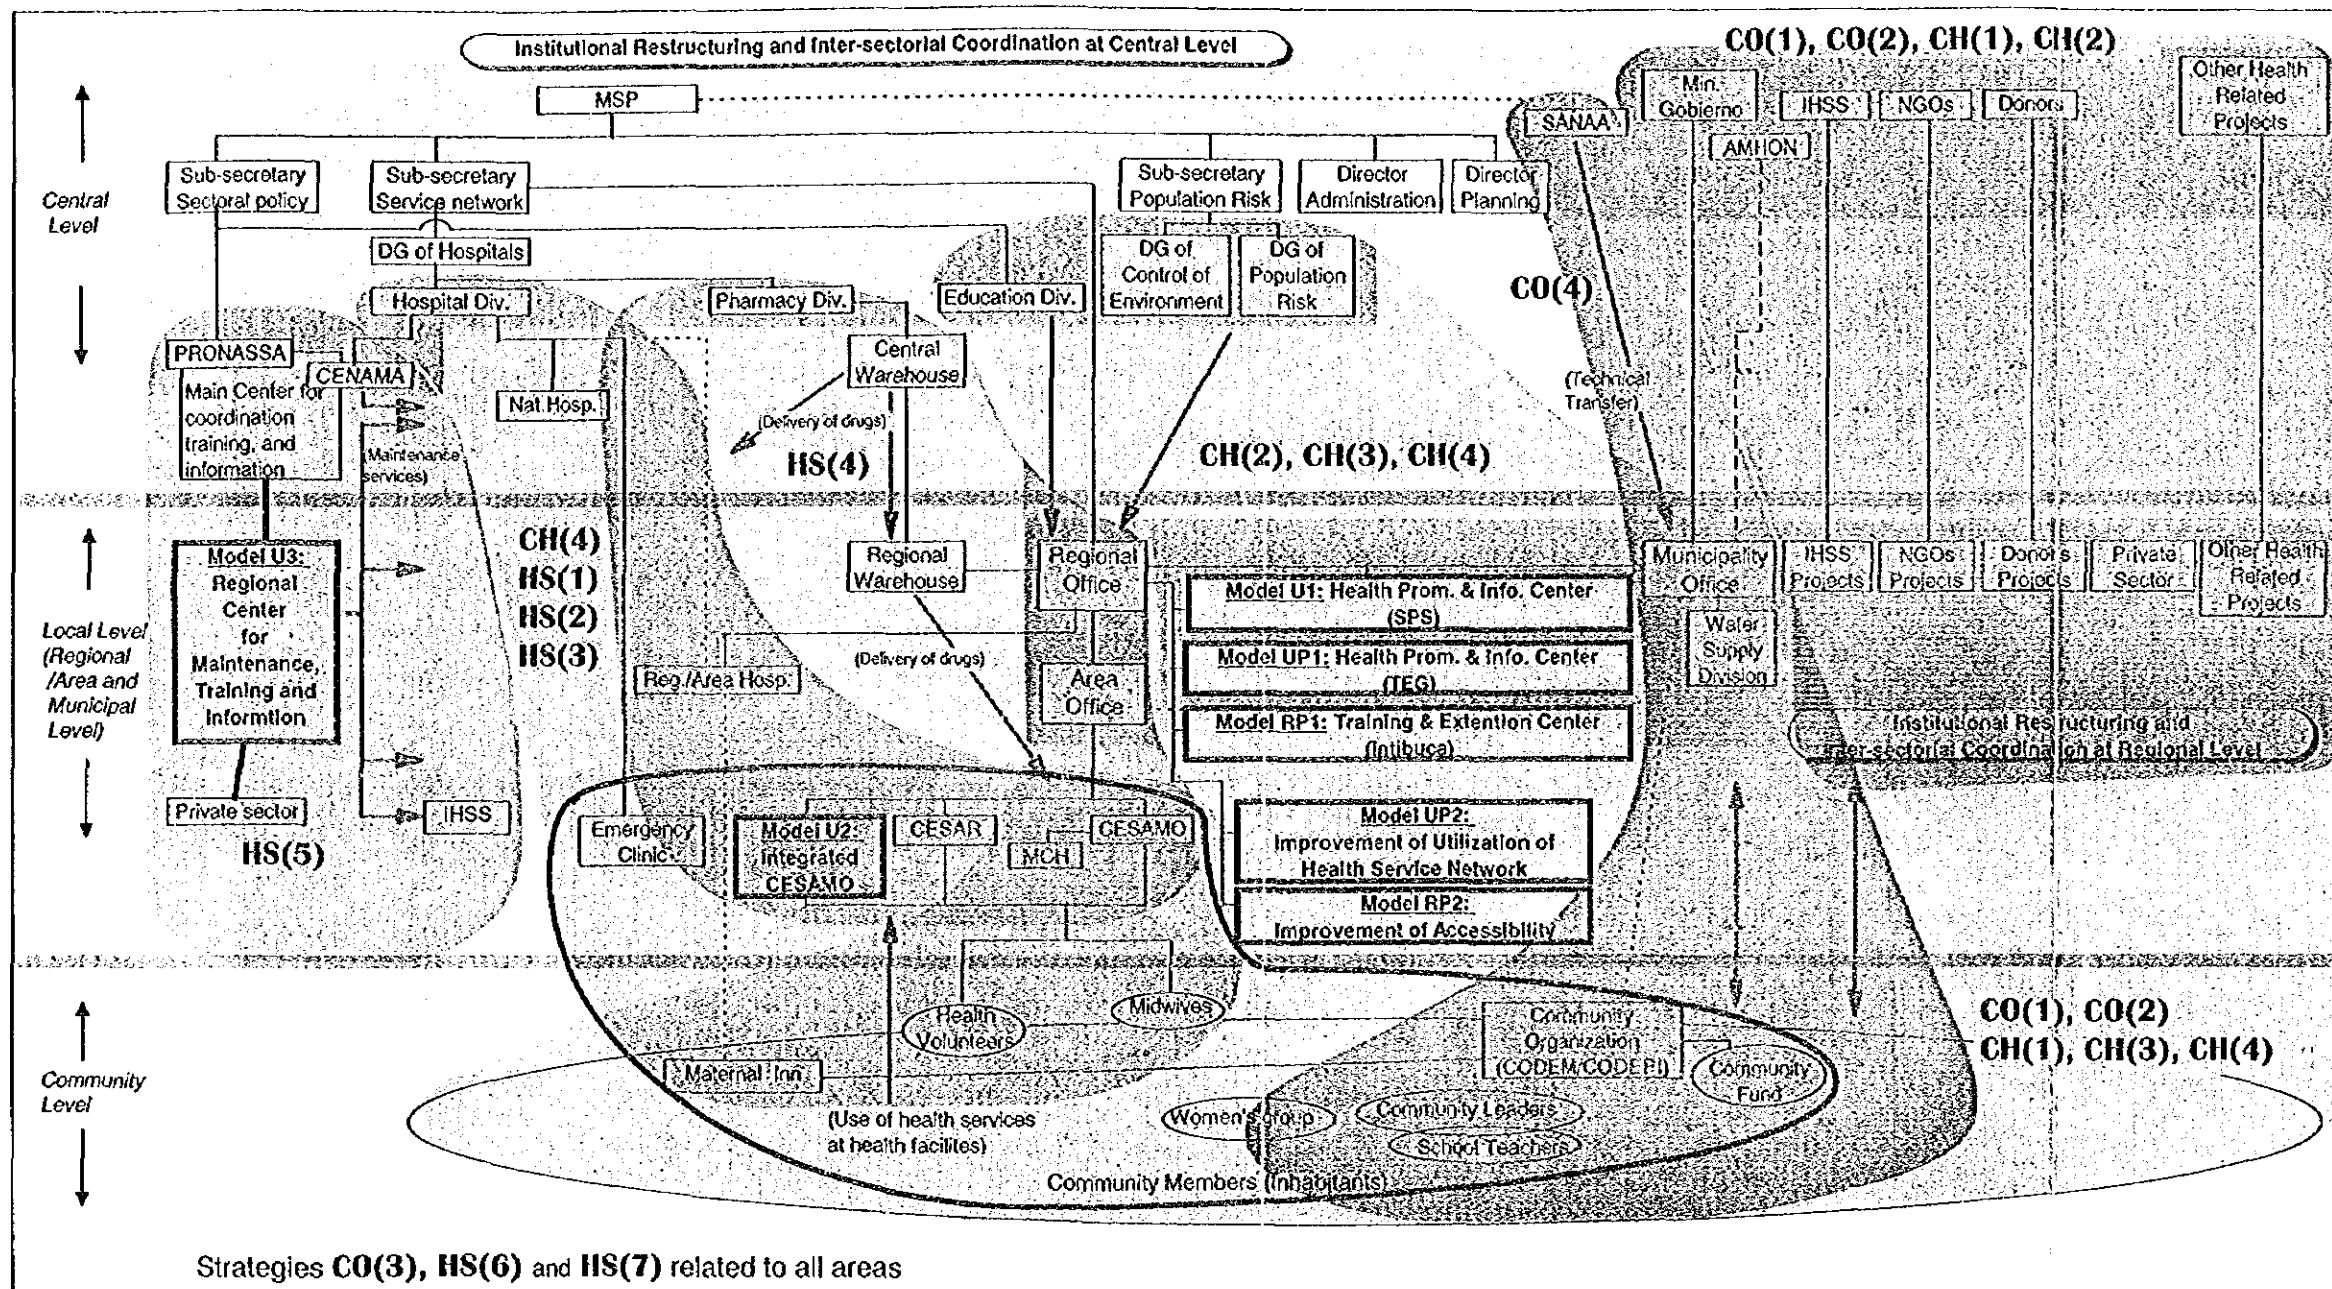 Institutional Restructuring and Inter-sectorial Coordination at Central Level
CO(1), CO(2), CH(1), CH(2)
MSP
SANAA
Min.
Gobierno
IHSS
NGOs
Donors
Other Health
Related
Projects
AMHON
Central
Level
Sub-secretary
Sectoral policy
Sub-secretary
Service network
Sub-secretary
Population Risk
Director
Administration
Director
Planning
DG of Hospitals
DG of
Control of
Environment
DG of
Population
Risk
Hospital Div.
Pharmacy Div.
Education Div.
CO(4)
PRONASSA
CENAMA
Main Center for
coordination
training, and
information
(Maintenance
services)
Nat.Hosp.
Central
Warehouse
(Delivery of drugs)
HS(4)
CH(2), CH(3), CH(4)
(Technical
Transfer)
Local Level
(Regional
/Area and
Municipal
Level)
Model U3:
Regional
Center
for
Maintenance,
Training and
Informtion
CH(4)
HS(1)
HS(2)
HS(3)
Regional
Warehouse
Regional
Office
Model U1: Health Prom. & Info. Center
(SPS)
Model UP1: Health Prom. & Info. Center
(TEG)
Model RP1: Training & Extention Center
(Intibuca)
Municipality
Office
Water
Supply
Division
IHSS
Projects
NGOs
Projects
Donors
Projects
Private
Sector
Other Health
Related
Projects
(Delivery of drugs)
Reg./Area Hosp.
Area
Office
Institutional Restructuring and
Inter-sectorial Coordination at Regional Level
Private sector
IHSS
HS(5)
Emergency
Clinic
Model U2:
Integrated
CESAMO
CESAR
MCH
CESAMO
Model UP2:
Improvement of Utilization of
Health Service Network
Model RP2:
Improvement of Accessibility
Community
Level
Health
Volunteers
Midwives
Community
Organization
(CODEM/CODEPI)
Community
Fund
CO(1), CO(2)
CH(1), CH(3), CH(4)
Maternal Inn
(Use of health services
at health facilites)
Women's group
Community Leaders
School Teachers
Community Members (Inhabitants)
Strategies CO(3), HS(6) and HS(7) related to all areas